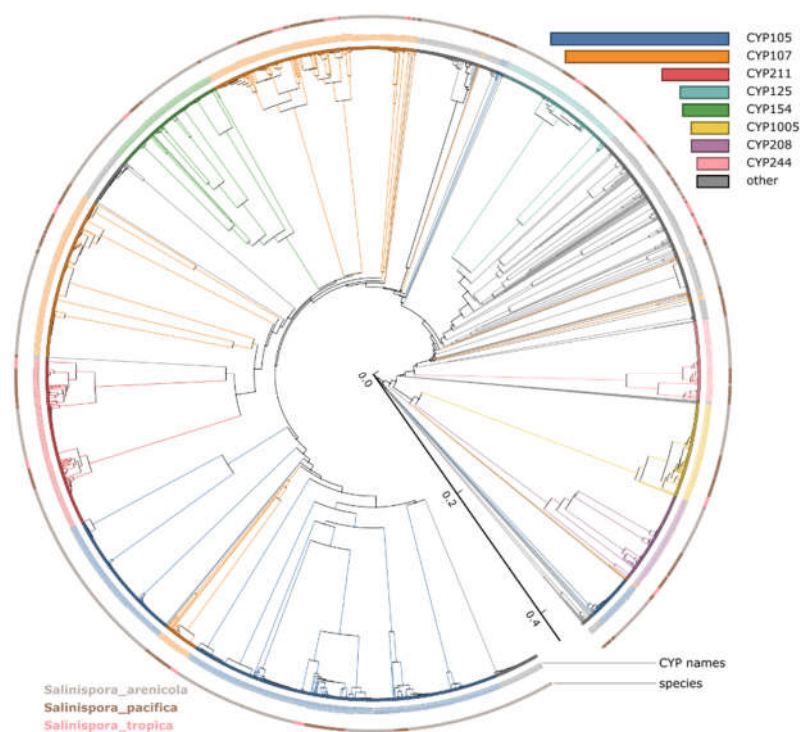 CYP105
CYP107
CYP211
CYP125
CYP154
CYP1005
CYP208
CYP244
other
0.0
0.2
0.4
CYP names
species
Salinispora_arenicola
Salinispora_pacifica
Salinispora_tropica